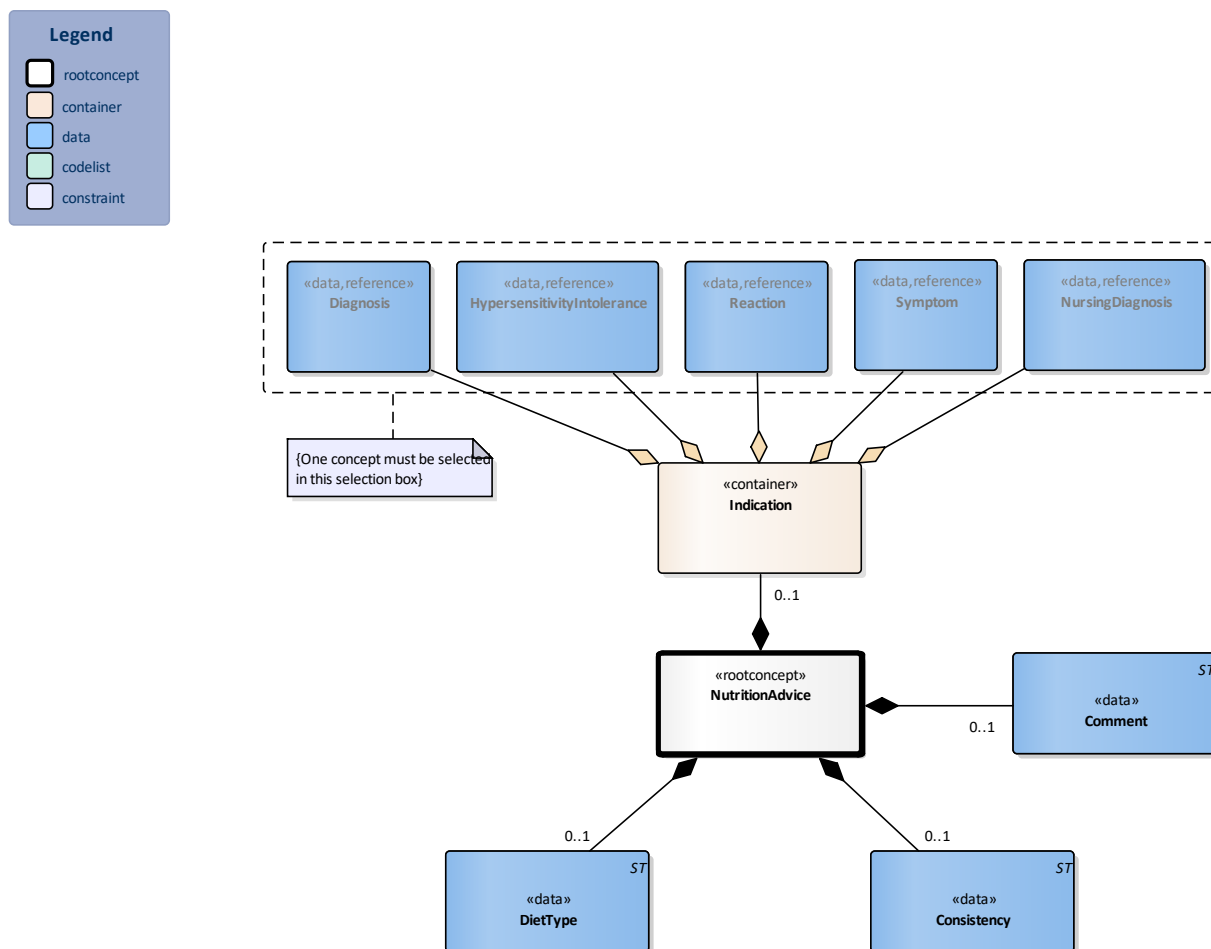 Legend
rootconcept
container
data
codelist
constraint
«data,reference»
Diagnosis
«data,reference»
HypersensitivityIntolerance
«data,reference»
Reaction
«data,reference»
Symptom
«data,reference»
NursingDiagnosis
{One concept must be selected
in this selection box}
«container»
Indication
0..1
«rootconcept»
NutritionAdvice
ST
«data»
Comment
0..1
0..1
0..1
ST
«data»
DietType
ST
«data»
Consistency